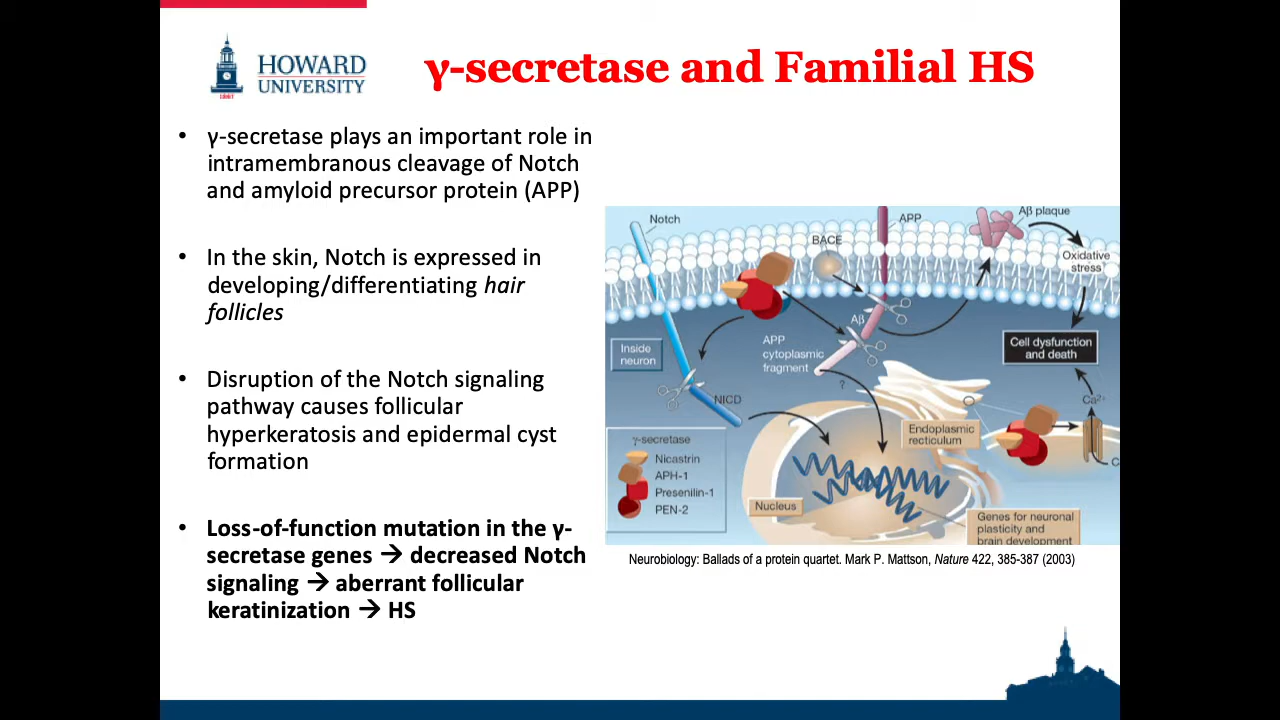 HOWARD
UNIVERSITY
γ-secretase and Familial HS
• γ-secretase plays an important role in
intramembranous cleavage of Notch
and amyloid precursor protein (APP)
• In the skin, Notch is expressed in
developing/differentiating hair
follicles
• Disruption of the Notch signaling
pathway causes follicular
hyperkeratosis and epidermal cyst
formation
• Loss-of-function mutation in the γ-
secretase genes → decreased Notch
signaling → aberrant follicular
keratinization → HS
Notch
BACE
APP
Aβ plaque
Oxidative
stress
Aβ
Inside
neuron
APP
cytoplasmic
fragment
?
Cell dysfunction
and death
NICD
Ca2+
Endoplasmic
recticulum
γ-secretase
Nicastrin
APH-1
Presenilin-1
PEN-2
Nucleus
Genes for neuronal
plasticity and
brain development
Neurobiology: Ballads of a protein quartet. Mark P. Mattson, Nature 422, 385-387 (2003)